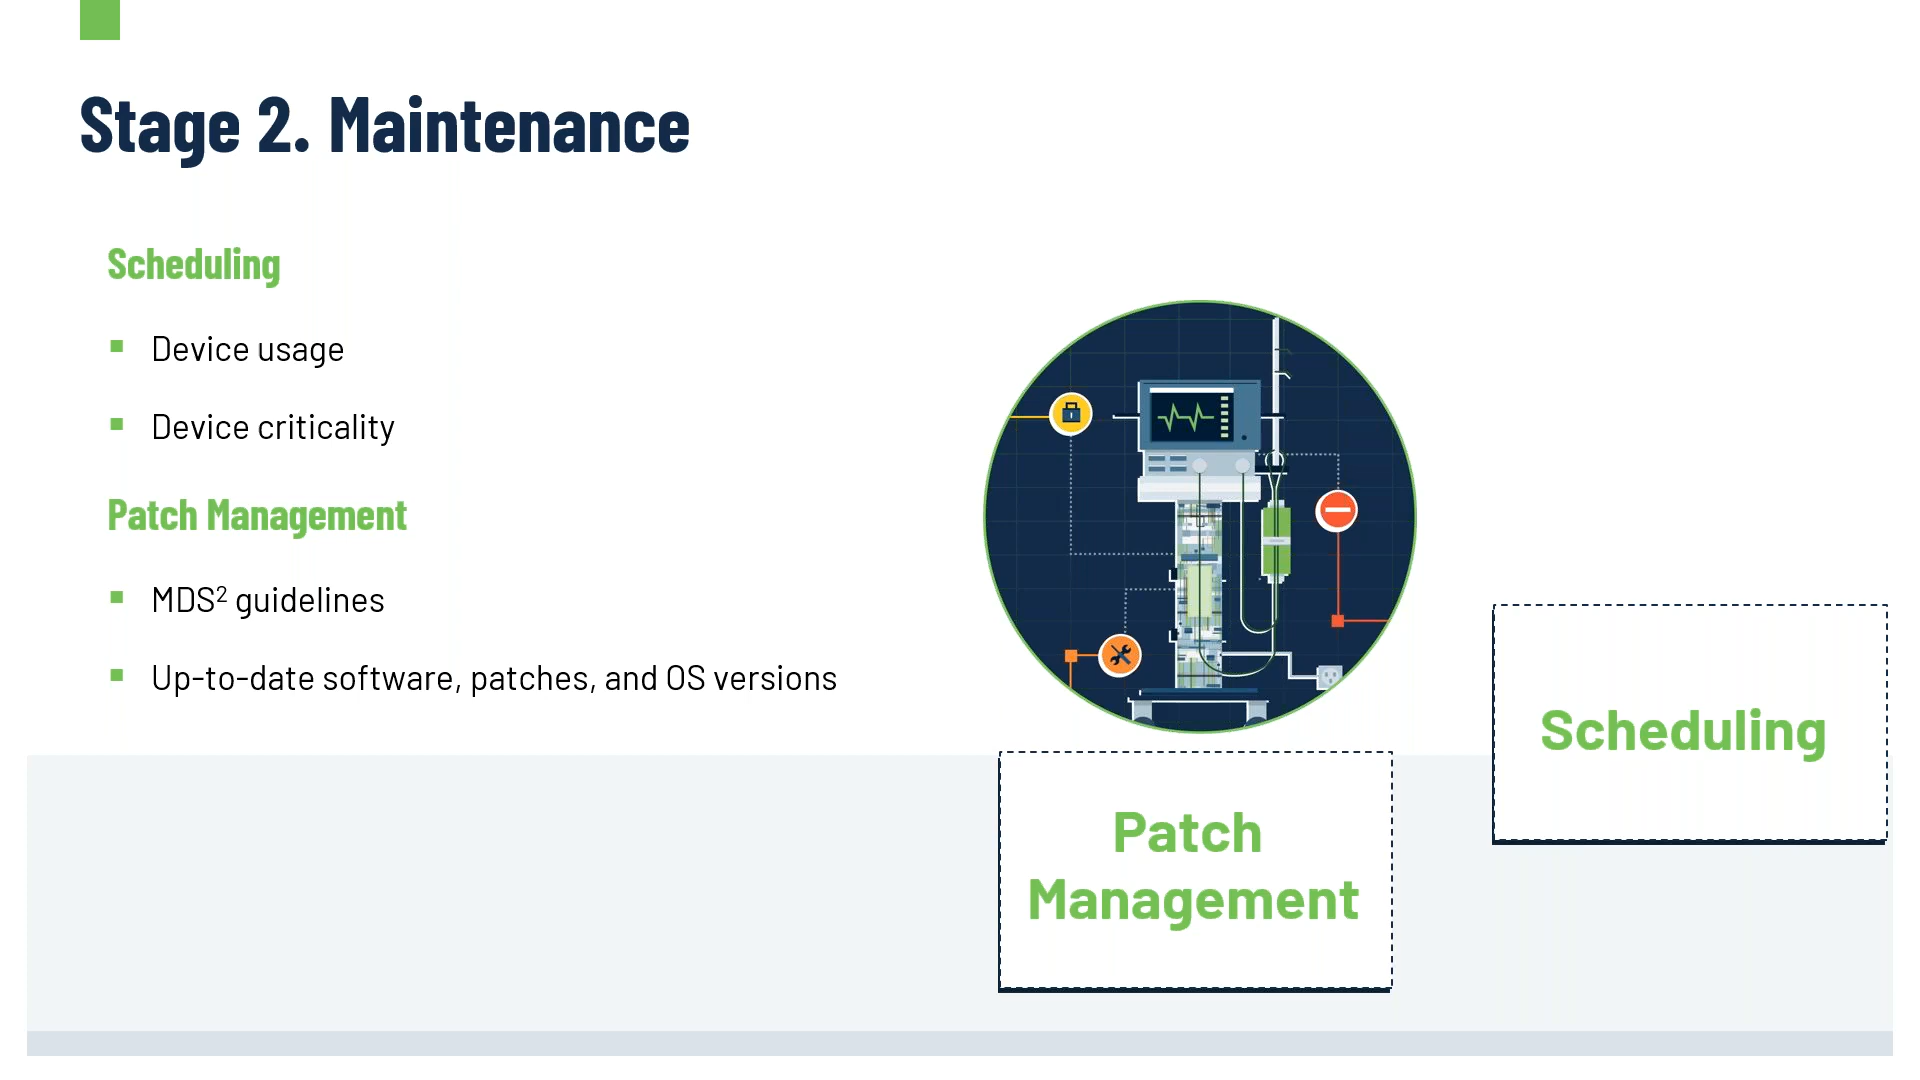 Stage 2. Maintenance
Scheduling
Device usage
Device criticality
Patch Management
MDS² guidelines
Up-to-date software, patches, and OS versions
Scheduling
Patch
Management